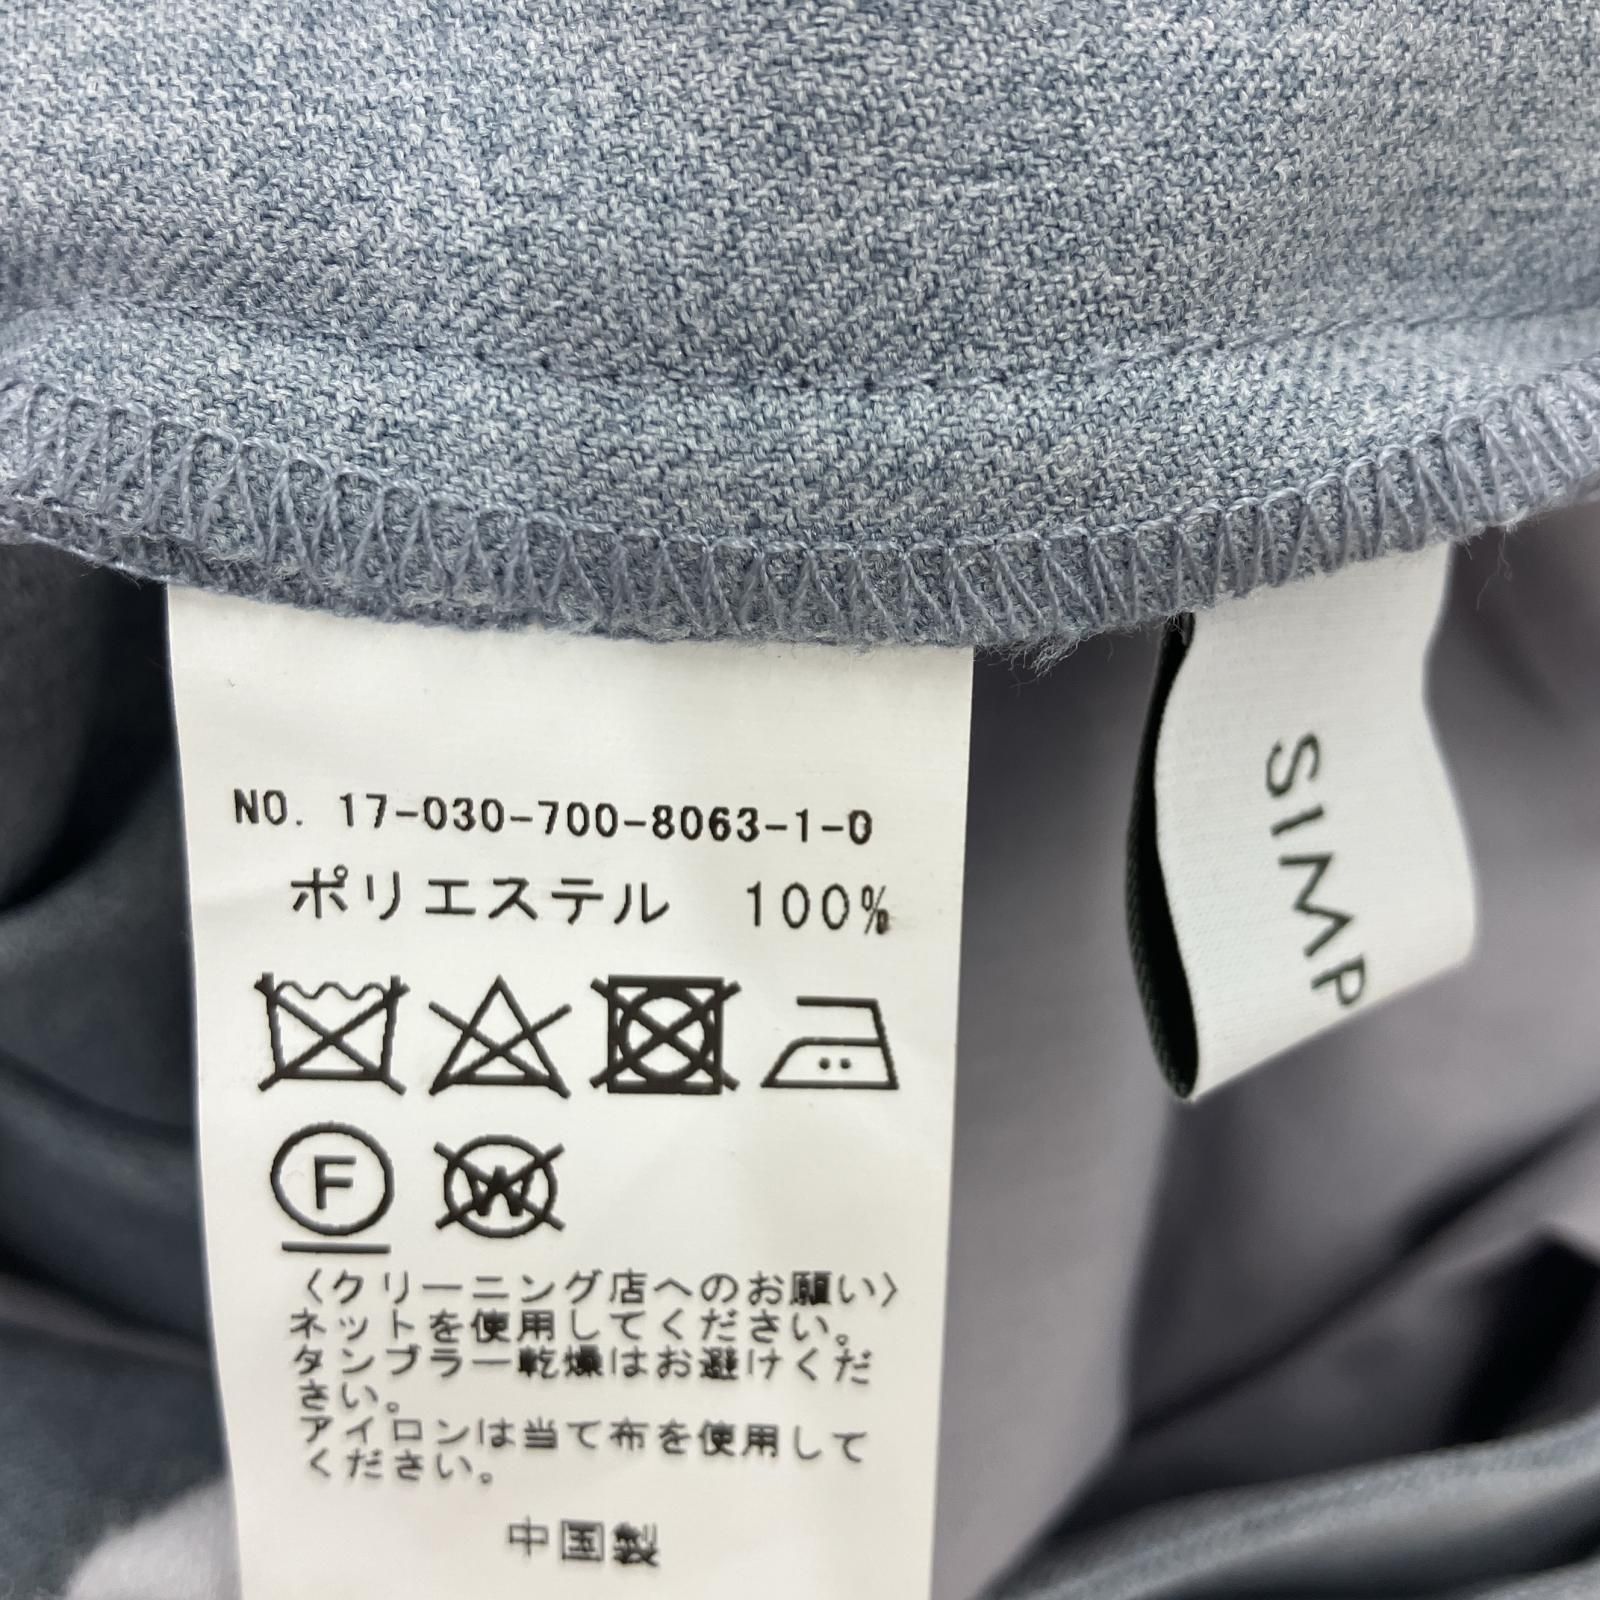 NO. 17-030-700-8063-1-0
ポリエステル 100%
F
W
〈クリーニング店へのお願い〉
ネットを使用してください。
タンブラー乾燥はお避けくだ
さい。
アイロンは当て布を使用して
ください。
中国製
SIMP